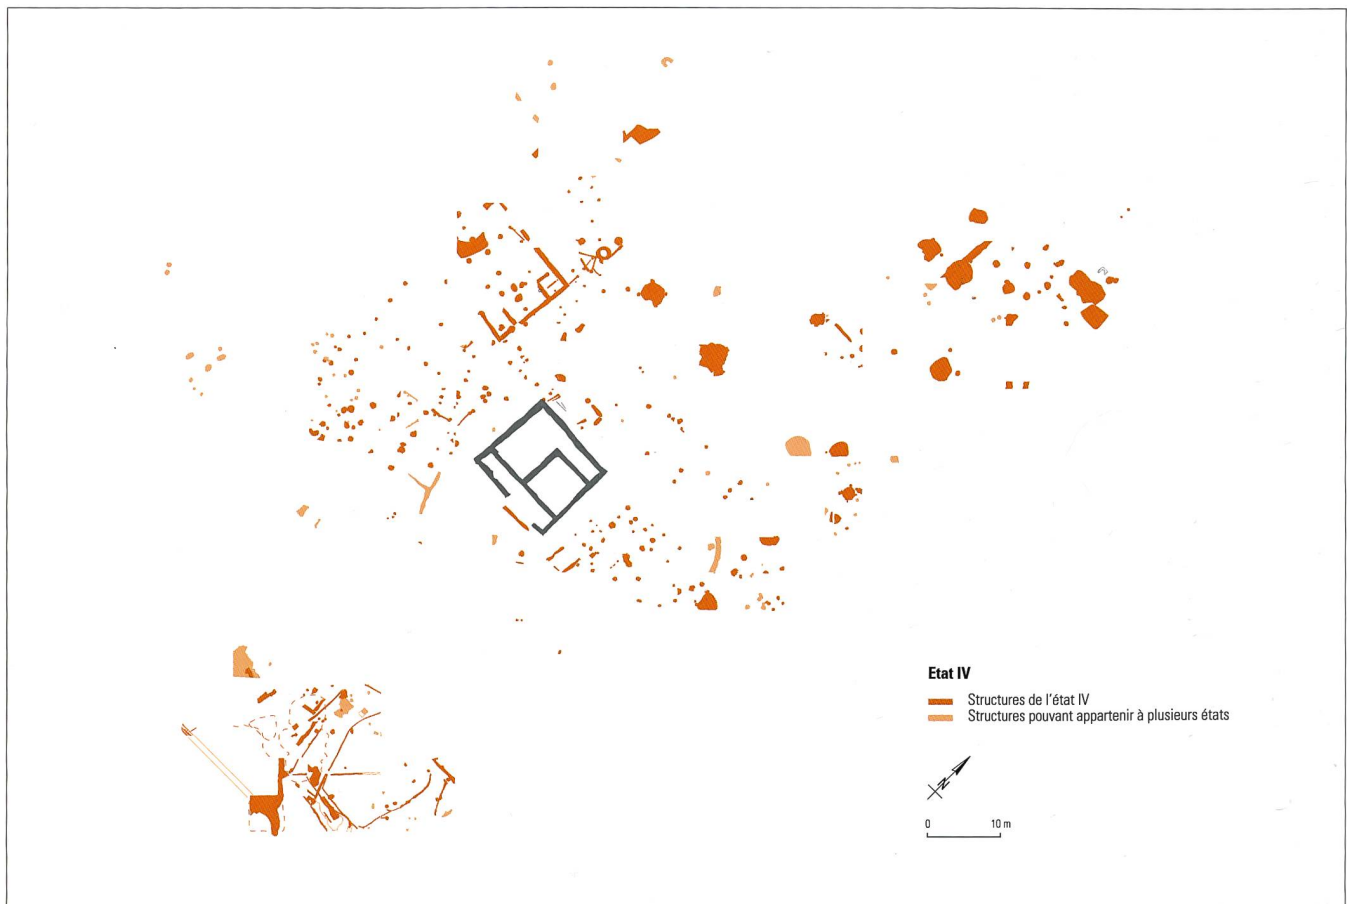 Etat IV
Structures de l'état IV
Structures pouvant appartenir à plusieurs états
N
0 10 m